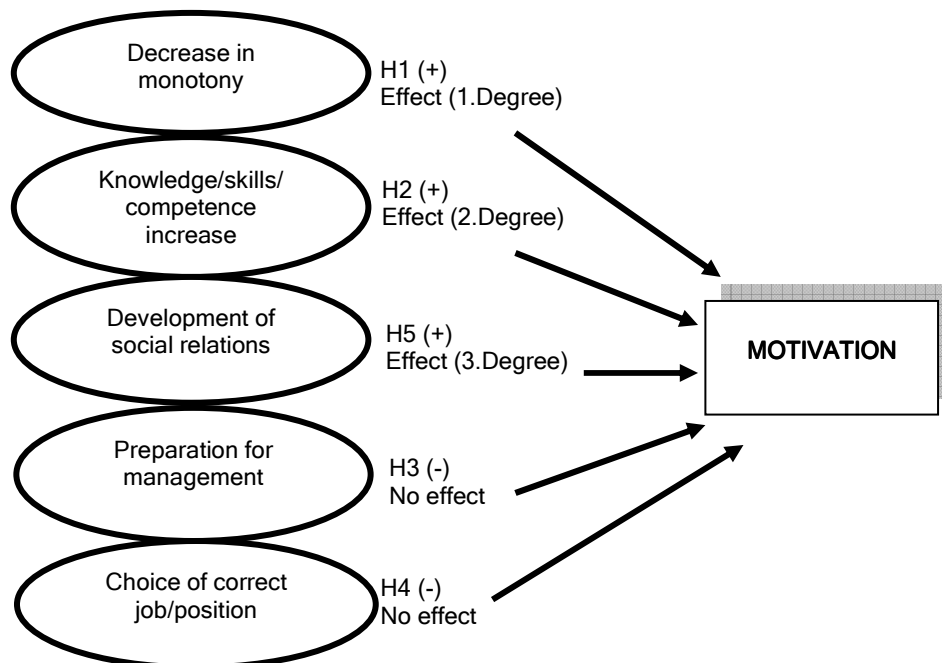 Decrease in
monotony
H1 (+)
Effect (1.Degree)
Knowledge/skills/
competence
increase
H2 (+)
Effect (2.Degree)
Development of
social relations
H5 (+)
Effect (3.Degree)
MOTIVATION
Preparation for
management
H3 (-)
No effect
Choice of correct
job/position
H4 (-)
No effect